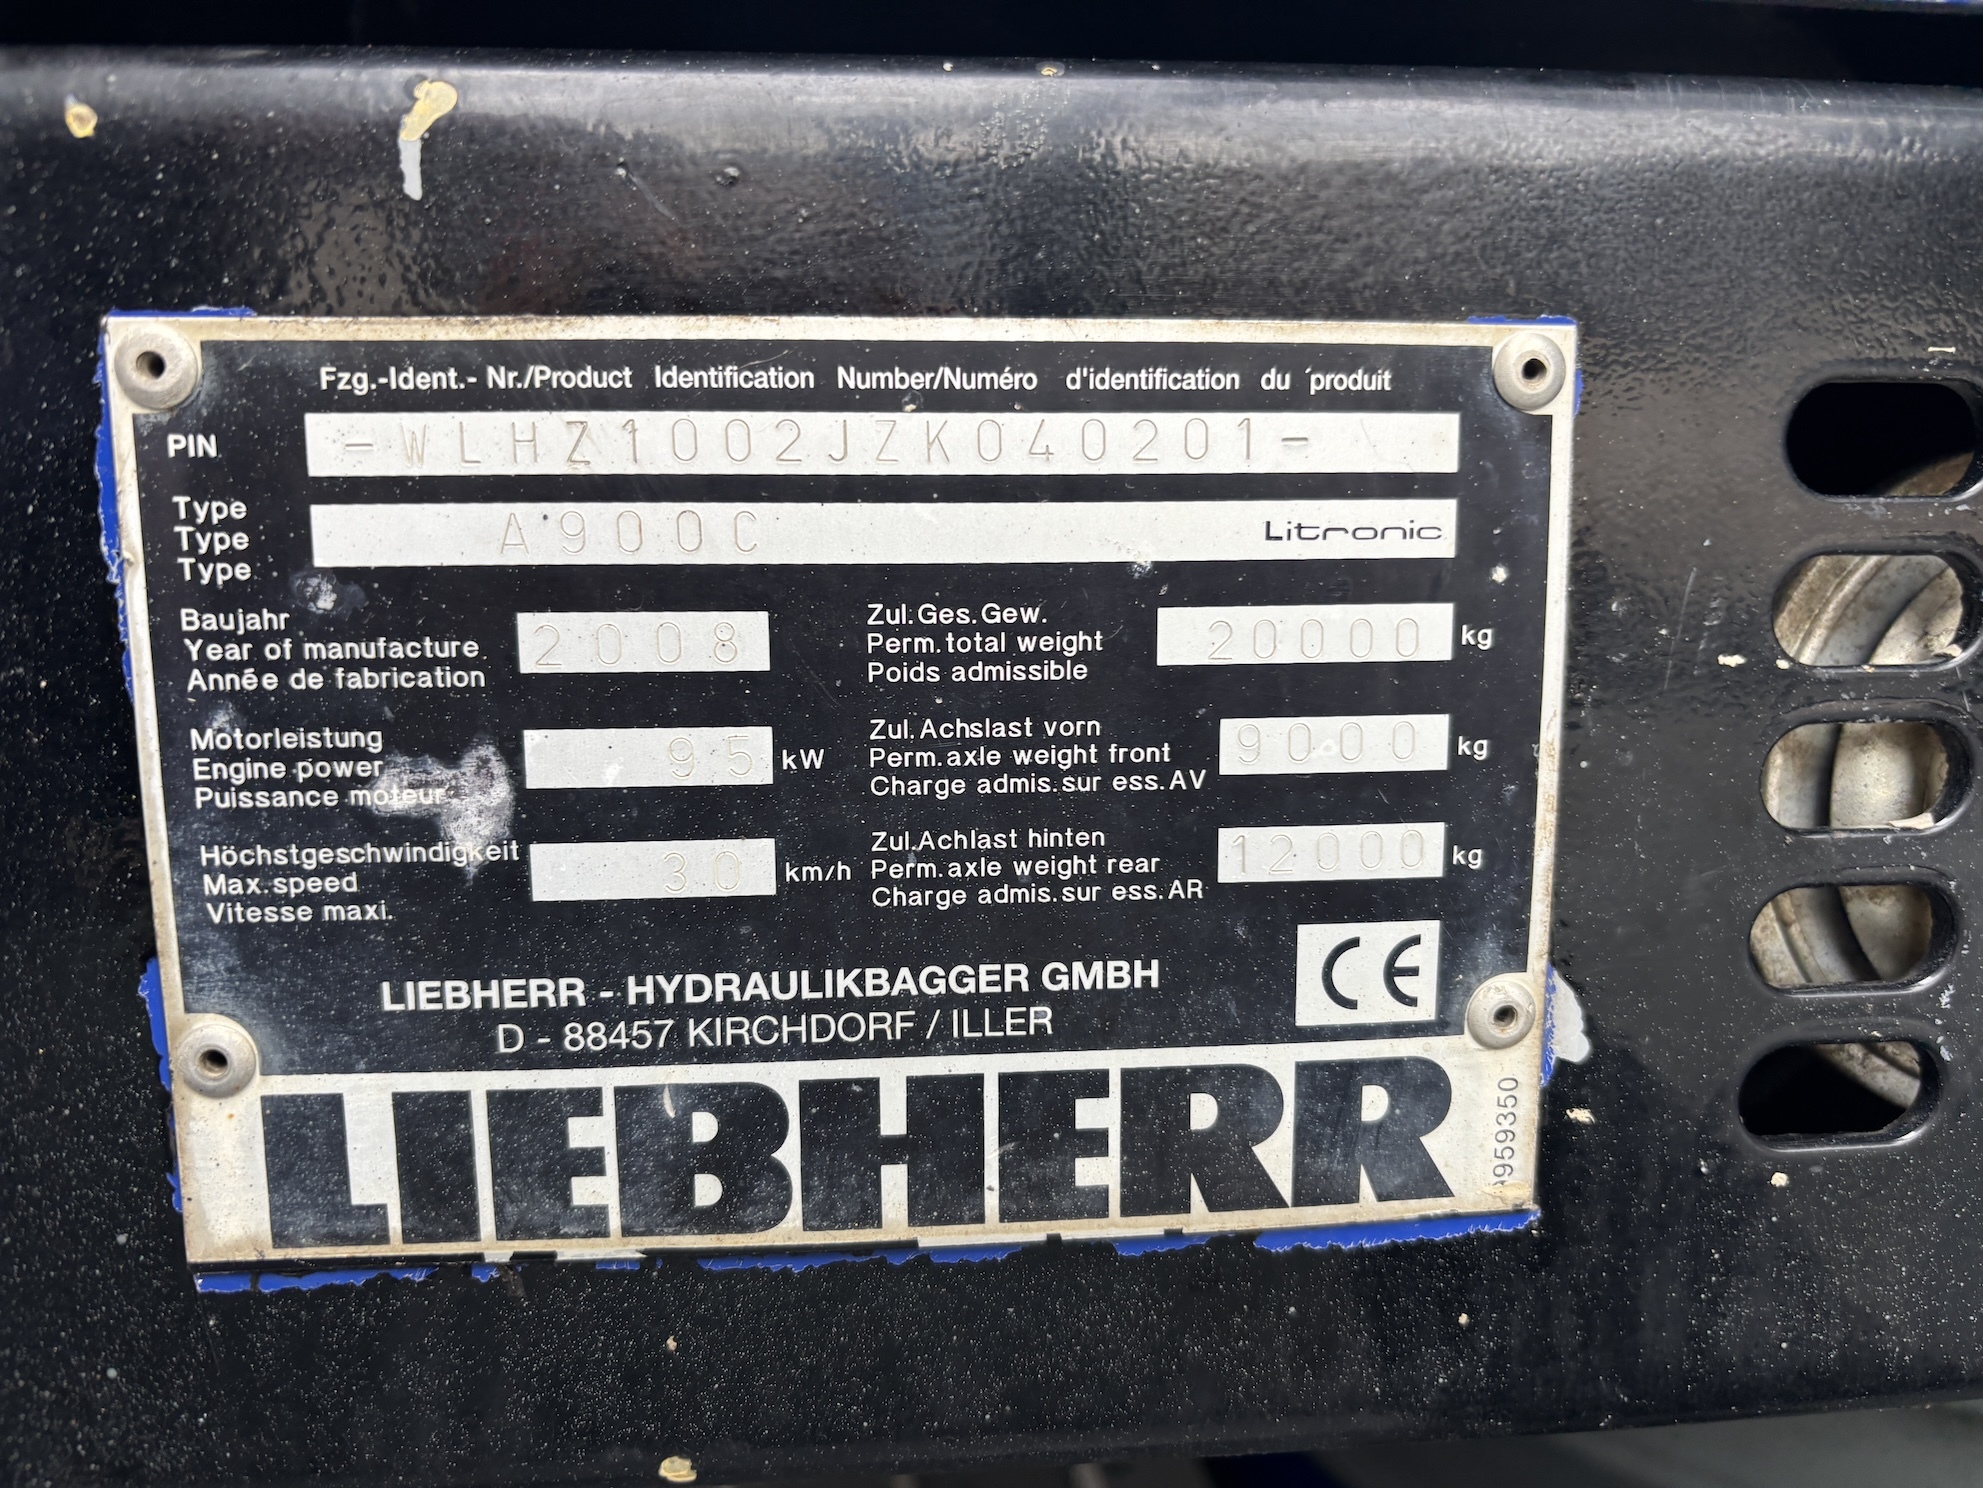 Fzg.-Ident.- Nr./Product Identification Number/Numéro d'identification du produit
PIN -WLHZ1002JZK040201-
Type
Type A900C Litronic
Type
Baujahr
Year of manufacture 2008
Année de fabrication
Zul.Ges.Gew.
Perm.total weight 20000 kg
Poids admissible
Motorleistung
Engine power 95 kW
Puissance moteur
Zul.Achslast vorn
Perm.axle weight front 9000 kg
Charge admis.sur ess.AV
Höchstgeschwindigkeit
Max.speed 30 km/h
Vitesse maxi.
Zul.Achlast hinten
Perm.axle weight rear 12000 kg
Charge admis.sur ess.AR
LIEBHERR - HYDRAULIKBAGGER GMBH
D - 88457 KIRCHDORF / ILLER
CE
LIEBHERR